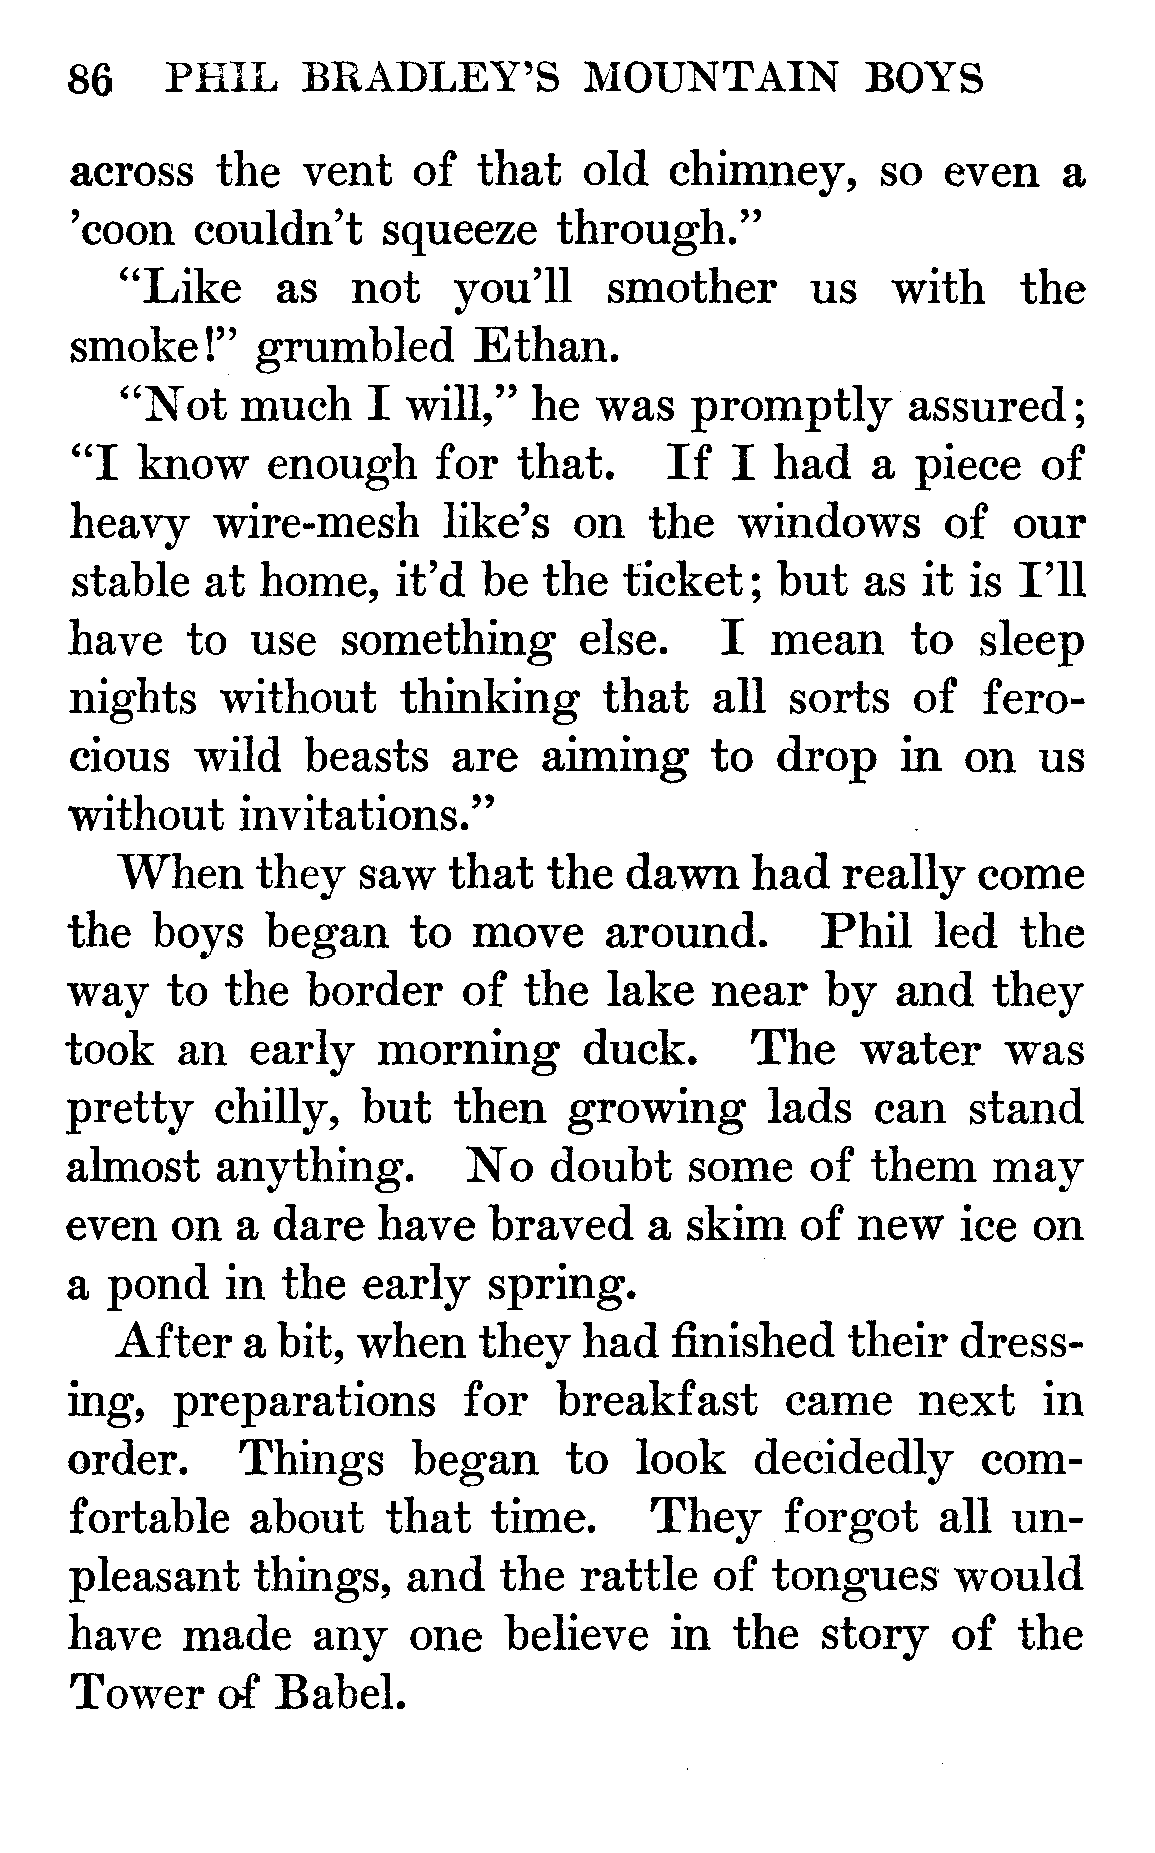 86 PHIL BRADLEY'S MOUNTAIN BOYS
across the vent of that old chimney, so even a
'coon couldn't squeeze through."
"Like as not you'll smother us with the
smoke!" grumbled Ethan.
"Not much I will," he was promptly assured;
"I know enough for that. If I had a piece of
heavy wire-mesh like's on the windows of our
stable at home, it'd be the ticket; but as it is I'll
have to use something else. I mean to sleep
nights without thinking that all sorts of fero-
cious wild beasts are aiming to drop in on us
without invitations."
When they saw that the dawn had really come
the boys began to move around. Phil led the
way to the border of the lake near by and they
took an early morning duck. The water was
pretty chilly, but then growing lads can stand
almost anything. No doubt some of them may
even on a dare have braved a skim of new ice on
a pond in the early spring.
After a bit, when they had finished their dress-
ing, preparations for breakfast came next in
order. Things began to look decidedly com-
fortable about that time. They forgot all un-
pleasant things, and the rattle of tongues would
have made any one believe in the story of the
Tower of Babel.